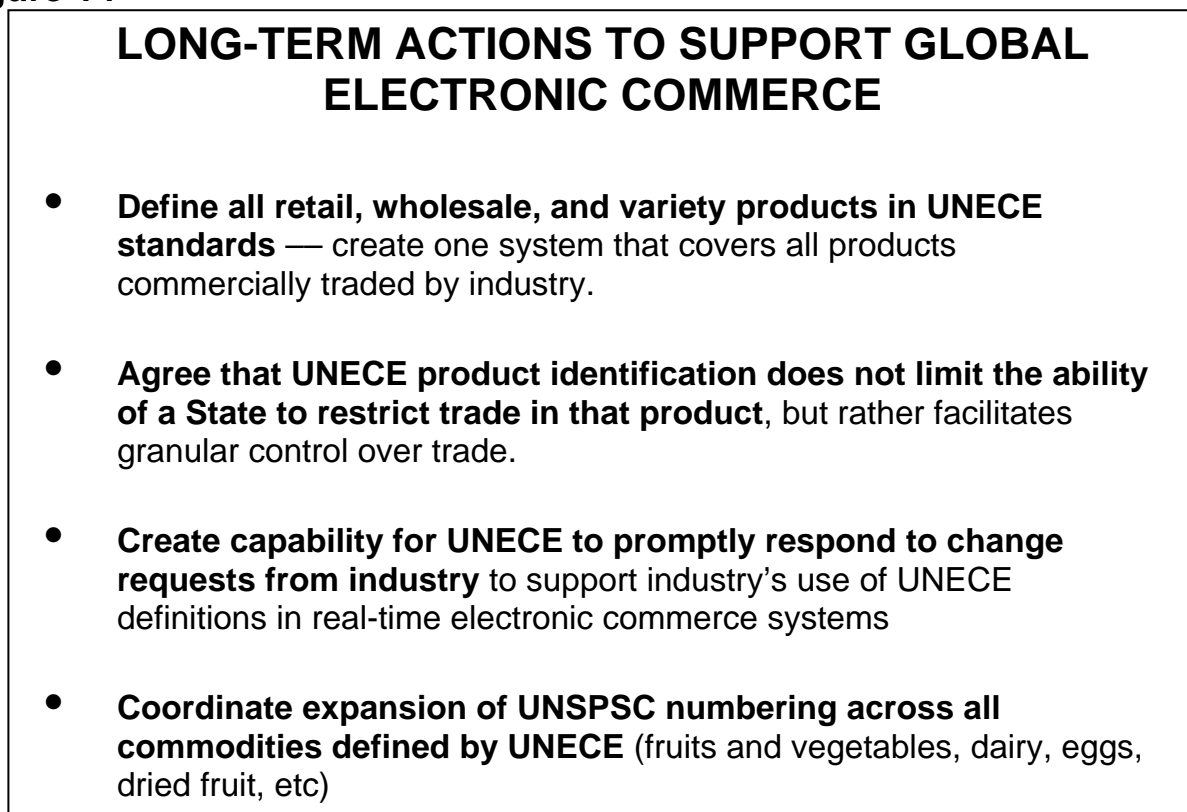 LONG-TERM ACTIONS TO SUPPORT GLOBAL
ELECTRONIC COMMERCE
• Define all retail, wholesale, and variety products in UNECE
standards — create one system that covers all products
commercially traded by industry.
• Agree that UNECE product identification does not limit the ability
of a State to restrict trade in that product, but rather facilitates
granular control over trade.
• Create capability for UNECE to promptly respond to change
requests from industry to support industry’s use of UNECE
definitions in real-time electronic commerce systems
• Coordinate expansion of UNSPSC numbering across all
commodities defined by UNECE (fruits and vegetables, dairy, eggs,
dried fruit, etc)